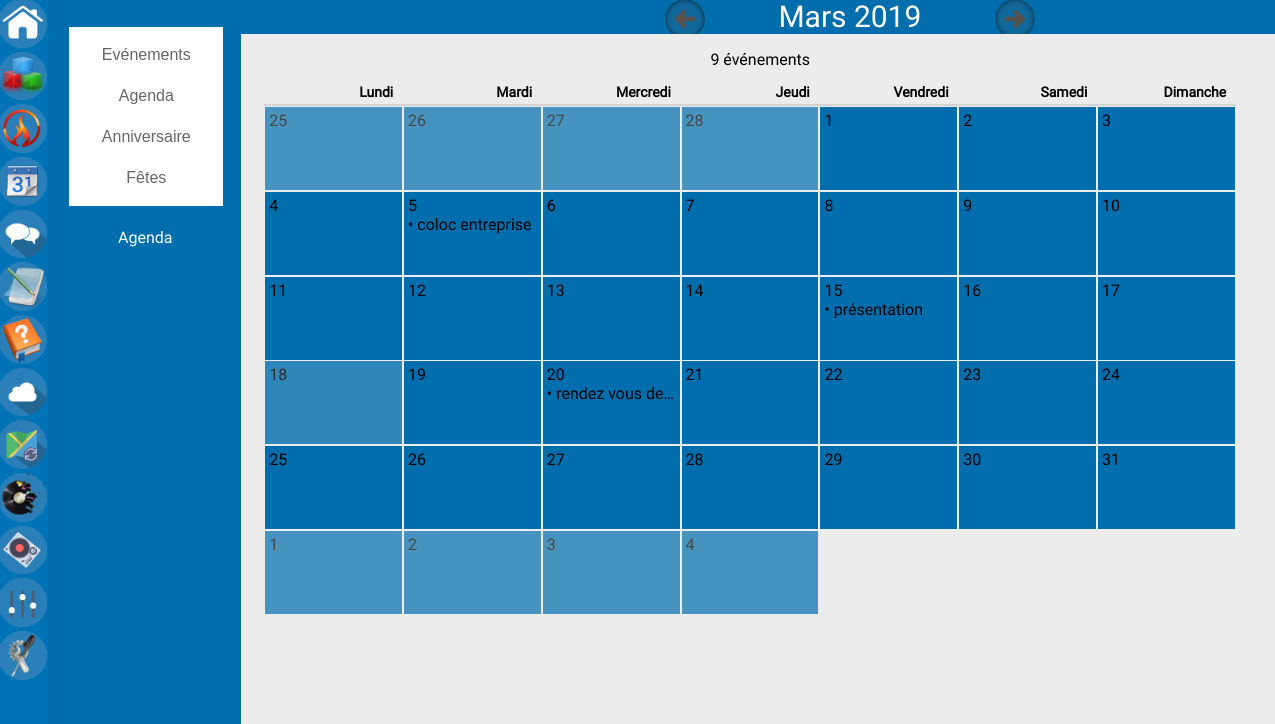 Mars 2019
Evénements
Agenda
Anniversaire
Fêtes
Agenda
31
?
9 événements
Lundi Mardi Mercredi Jeudi Vendredi Samedi Dimanche
25 26 27 28 1 2 3
4 5 6 7 8 9 10
• coloc entreprise
11 12 13 14 15 16 17
• présentation
18 19 20 21 22 23 24
• rendez vous de...
25 26 27 28 29 30 31
1 2 3 4